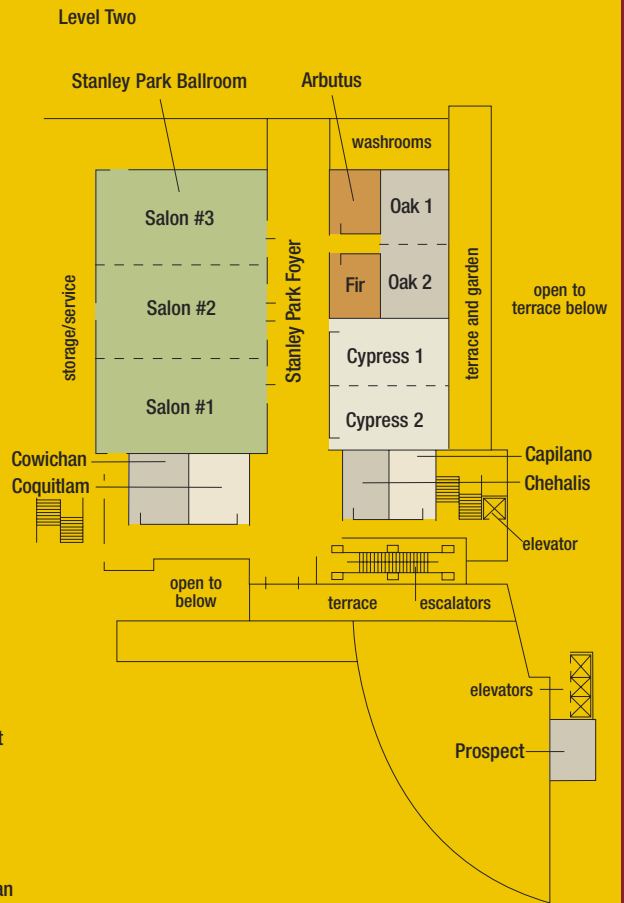 Level Two
Stanley Park Ballroom
Arbutus
washrooms
Salon #3
Oak 1
Stanley Park Foyer
terrace and garden
storage/service
Salon #2
Fir
Oak 2
open to
terrace below
Cypress 1
Salon #1
Cypress 2
Cowichan
Coquitlam
Capilano
Chehalis
elevator
open to
below
terrace
escalators
elevators
t
Prospect
an